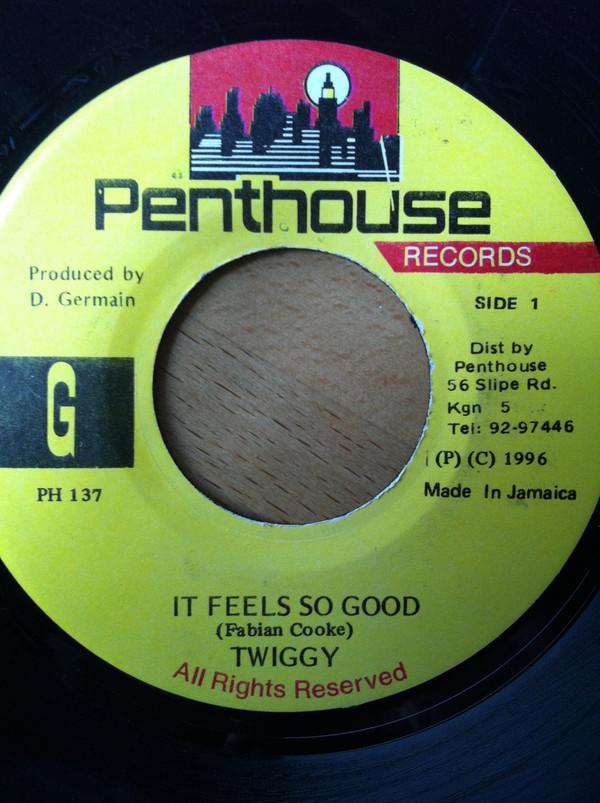 Penthouse
RECORDS
Produced by
D. Germain
SIDE 1
Dist by
Penthouse
56 Slipe Rd.
Kgn 5
Tel: 92-97446
(P) (C) 1996
Made In Jamaica
G
PH 137
IT FEELS SO GOOD
(Fabian Cooke)
TWIGGY
All Rights Reserved